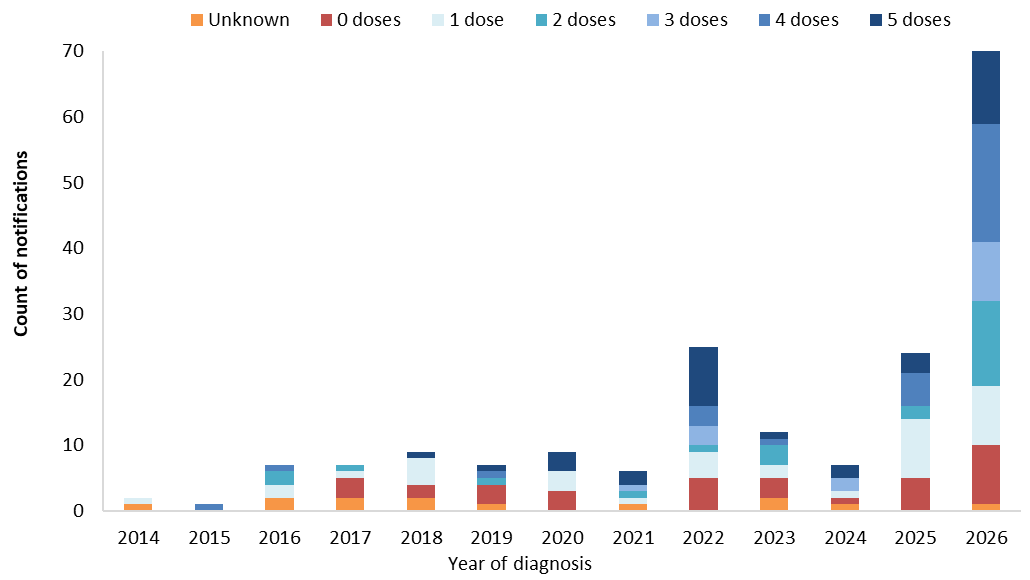 Unknown 0 doses 1 dose 2 doses 3 doses 4 doses 5 doses
70
60
50
40
30
20
10
0
Count of notifications
2014 2015 2016 2017 2018 2019 2020 2021 2022 2023 2024 2025 2026
Year of diagnosis